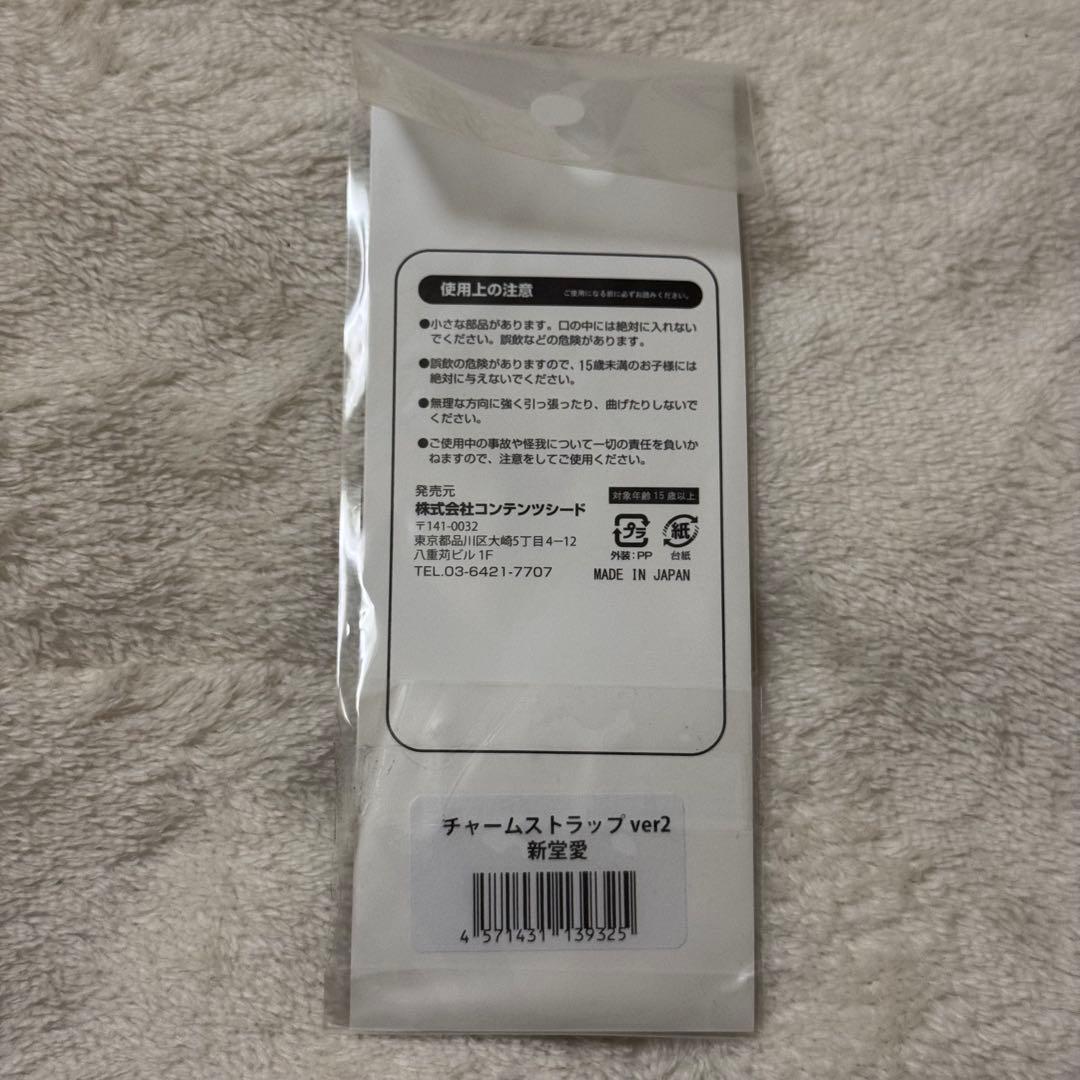 使用上の注意 ご使用になる前に必ずお読みください。
●小さな部品があります。口の中には絶対に入れない
でください。誤飲などの危険があります。
●誤飲の危険がありますので、15歳未満のお子様には
絶対に与えないでください。
●無理な方向に強く引っ張ったり、曲げたりしないで
ください。
●ご使用中の事故や怪我について一切の責任を負いか
ねますので、注意をしてご使用ください。
発売元
株式会社コンテンツシード
〒141-0032
東京都品川区大崎5丁目4−12
八重苅ビル 1F
TEL.03-6421-7707
対象年齢15歳以上
プラ 紙
外装:PP 台紙
MADE IN JAPAN
チャームストラップ ver2
新堂愛
4 571431 139325